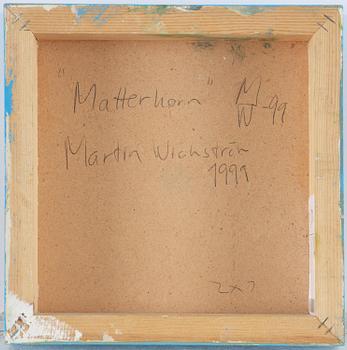 "Matterhorn" M/W -99
Martin Wickström
1999
2x7